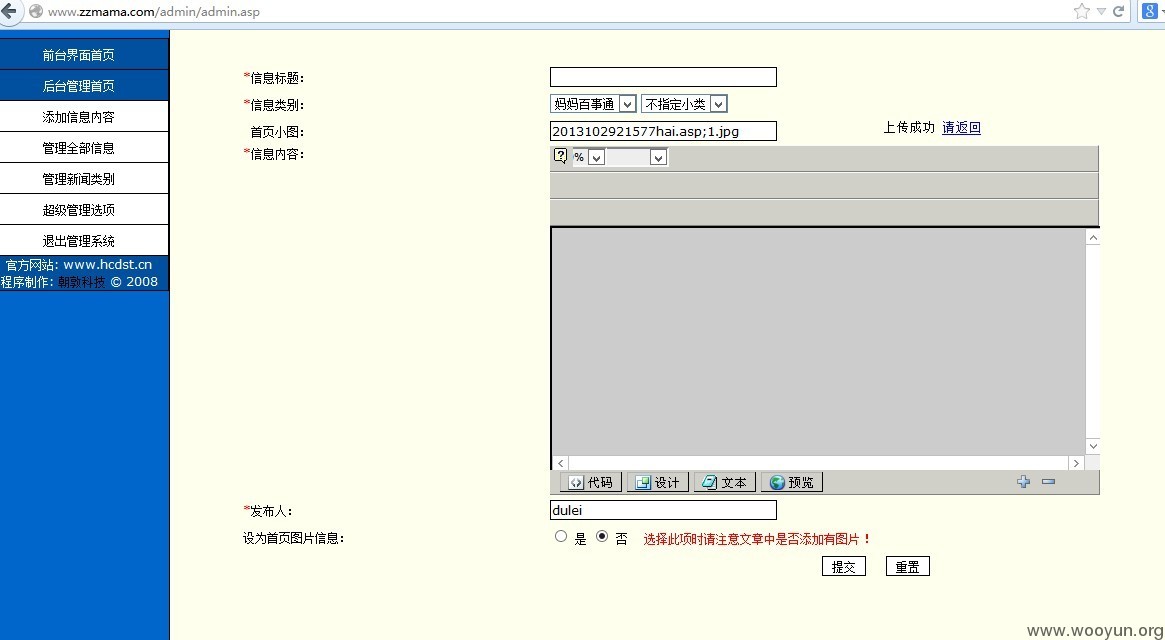 www.zzmama.com/admin/admin.asp
前台界面首页
后台管理首页
添加信息内容
管理全部信息
管理新闻类别
超级管理选项
退出管理系统
官方网站：www.hcdst.cn
程序制作：朝敦科技 © 2008
*信息标题：
*信息类别： 妈妈百事通 不指定小类
首页小图： 2013102921577hai.asp;1.jpg 上传成功 请返回
*信息内容： %
代码 设计 文本 预览
*发布人： dulei
设为首页图片信息： 是 否 选择此项时请注意文章中是否添加有图片！
提交 重置
www.wooyun.org